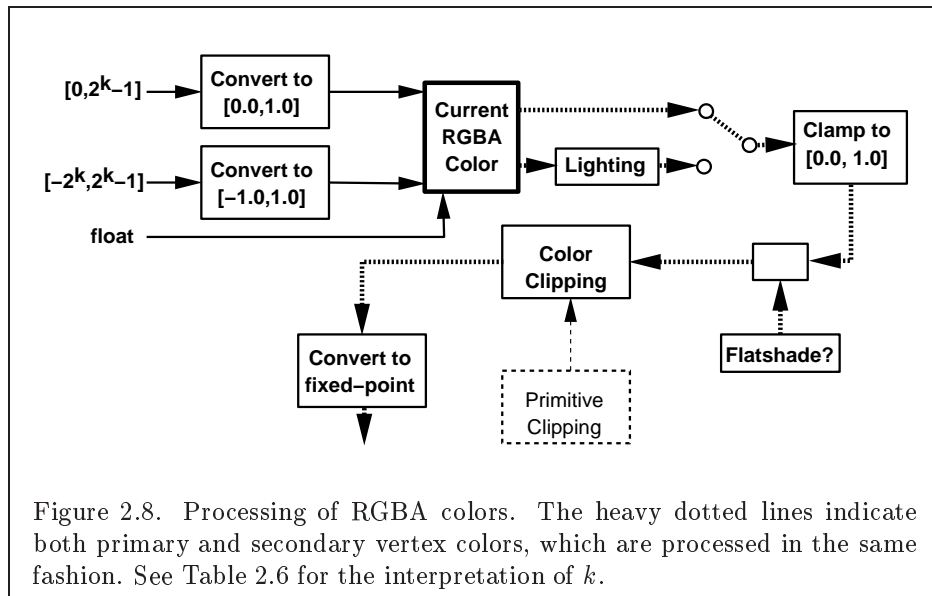 [0,2k–1]
Convert to
[0.0,1.0]
Current
RGBA
Color
Clamp to
[0.0, 1.0]
[–2k,2k–1]
Convert to
[–1.0,1.0]
Lighting
float
Color
Clipping
Convert to
fixed–point
Flatshade?
Primitive
Clipping
Figure 2.8. Processing of RGBA colors. The heavy dotted lines indicate
both primary and secondary vertex colors, which are processed in the same
fashion. See Table 2.6 for the interpretation of k.